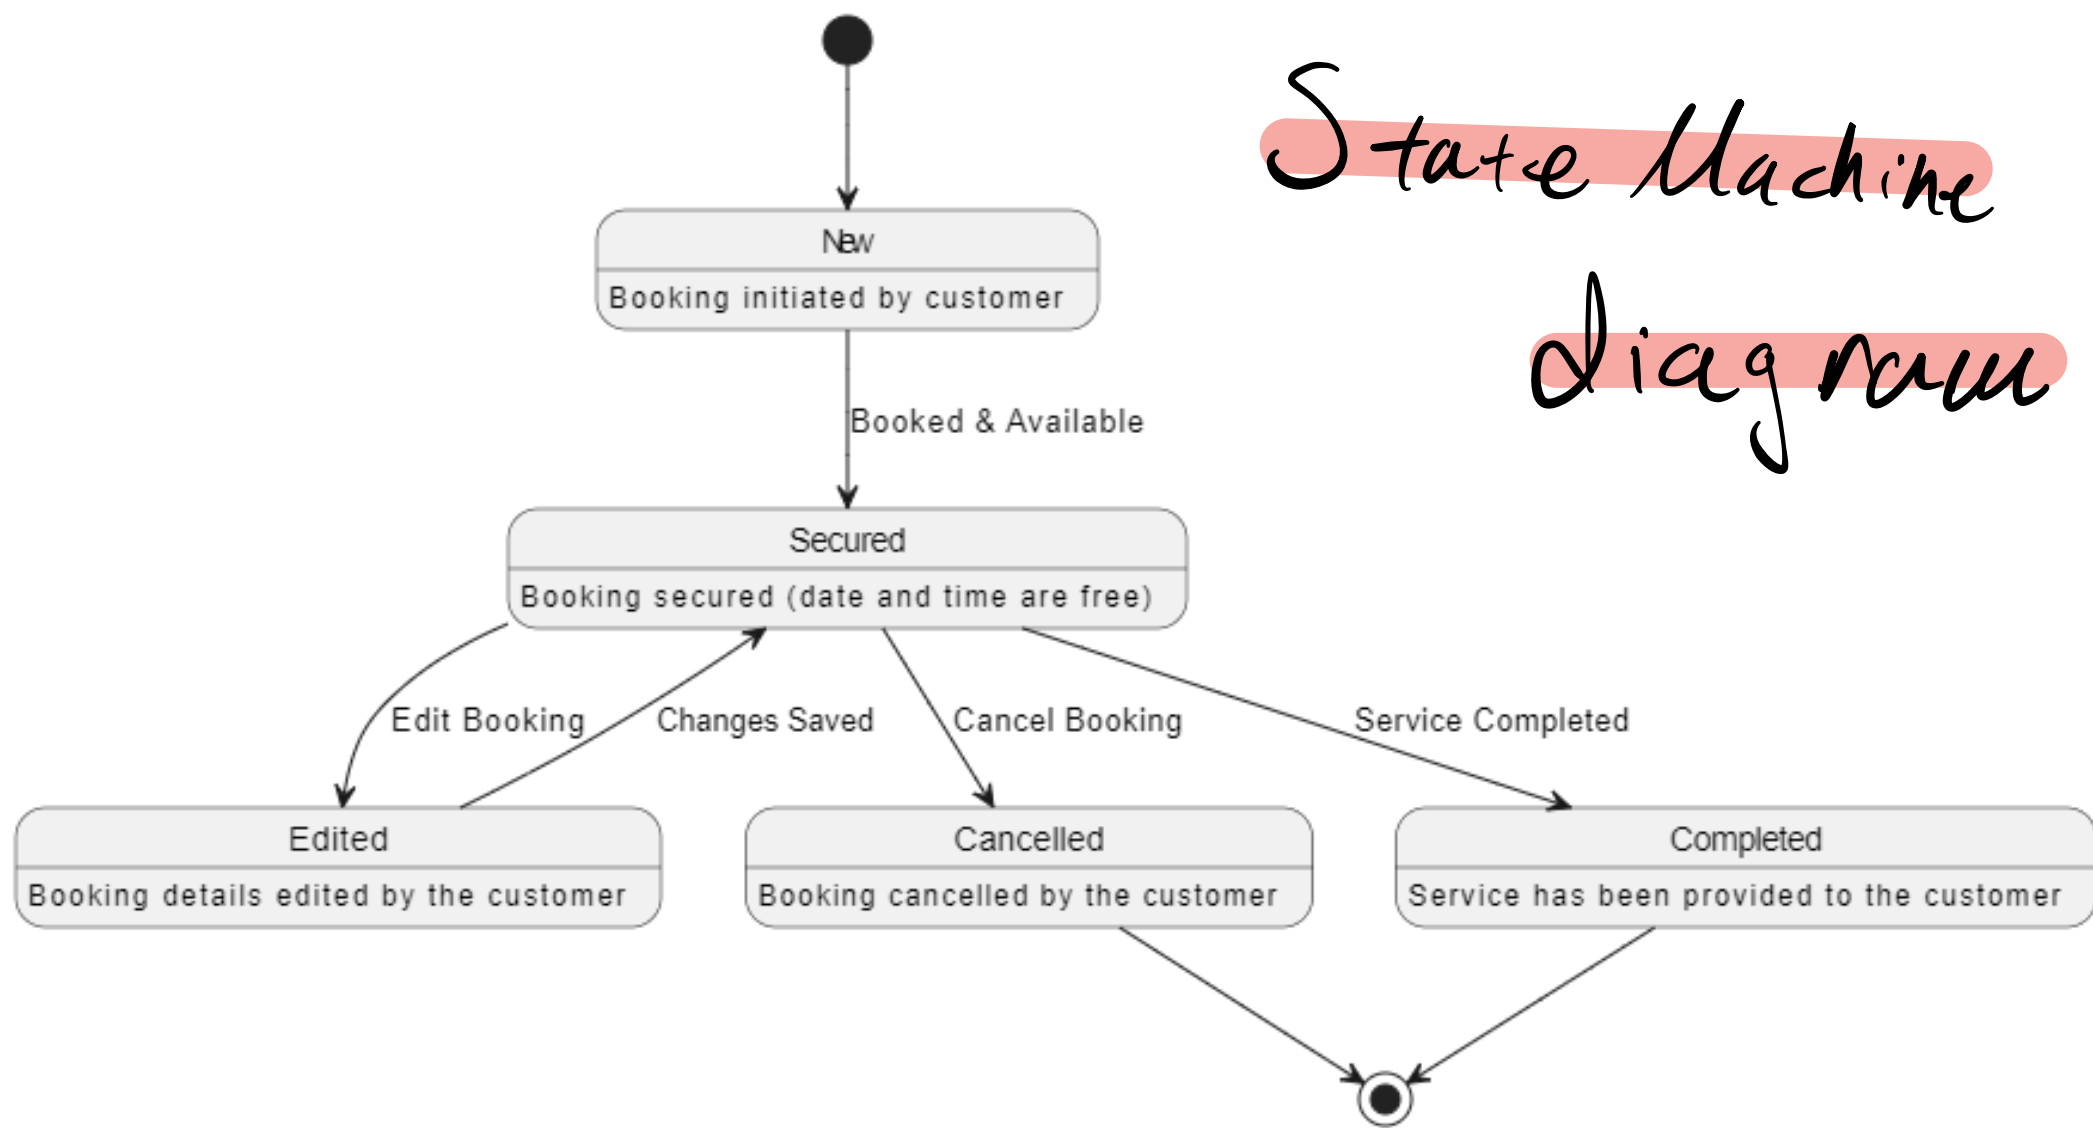 State Machine
diagram
New
Booking initiated by customer
Booked & Available
Secured
Booking secured (date and time are free)
Edit Booking
Changes Saved
Cancel Booking
Service Completed
Edited
Booking details edited by the customer
Cancelled
Booking cancelled by the customer
Completed
Service has been provided to the customer